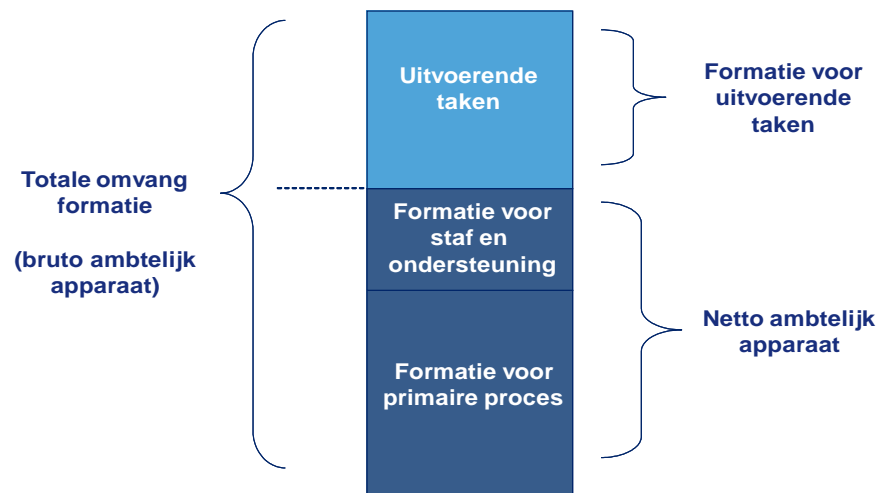 Totale omvang
formatie
(bruto ambtelijk
apparaat)
Uitvoerende
taken
Formatie voor
staf en
ondersteuning
Formatie voor
primaire proces
Formatie voor
uitvoerende
taken
Netto ambtelijk
apparaat